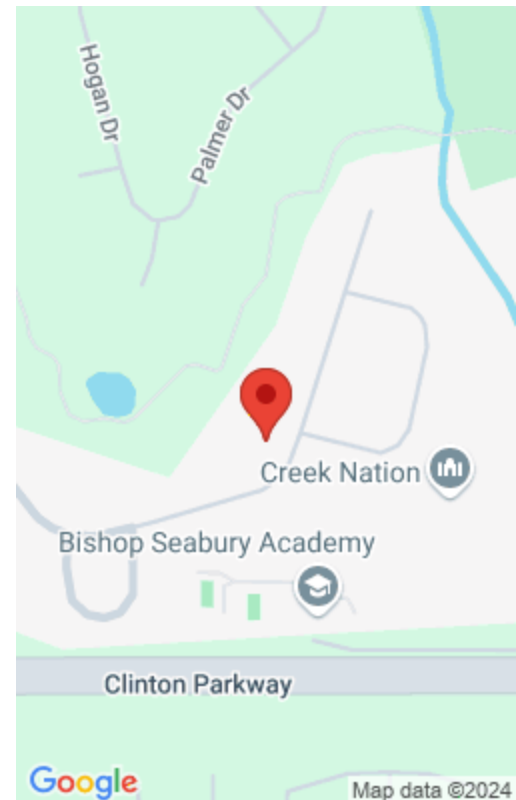 Hogan Dr
Palmer Dr
Creek Nation
Bishop Seabury Academy
Clinton Parkway
Google
Map data ©2024